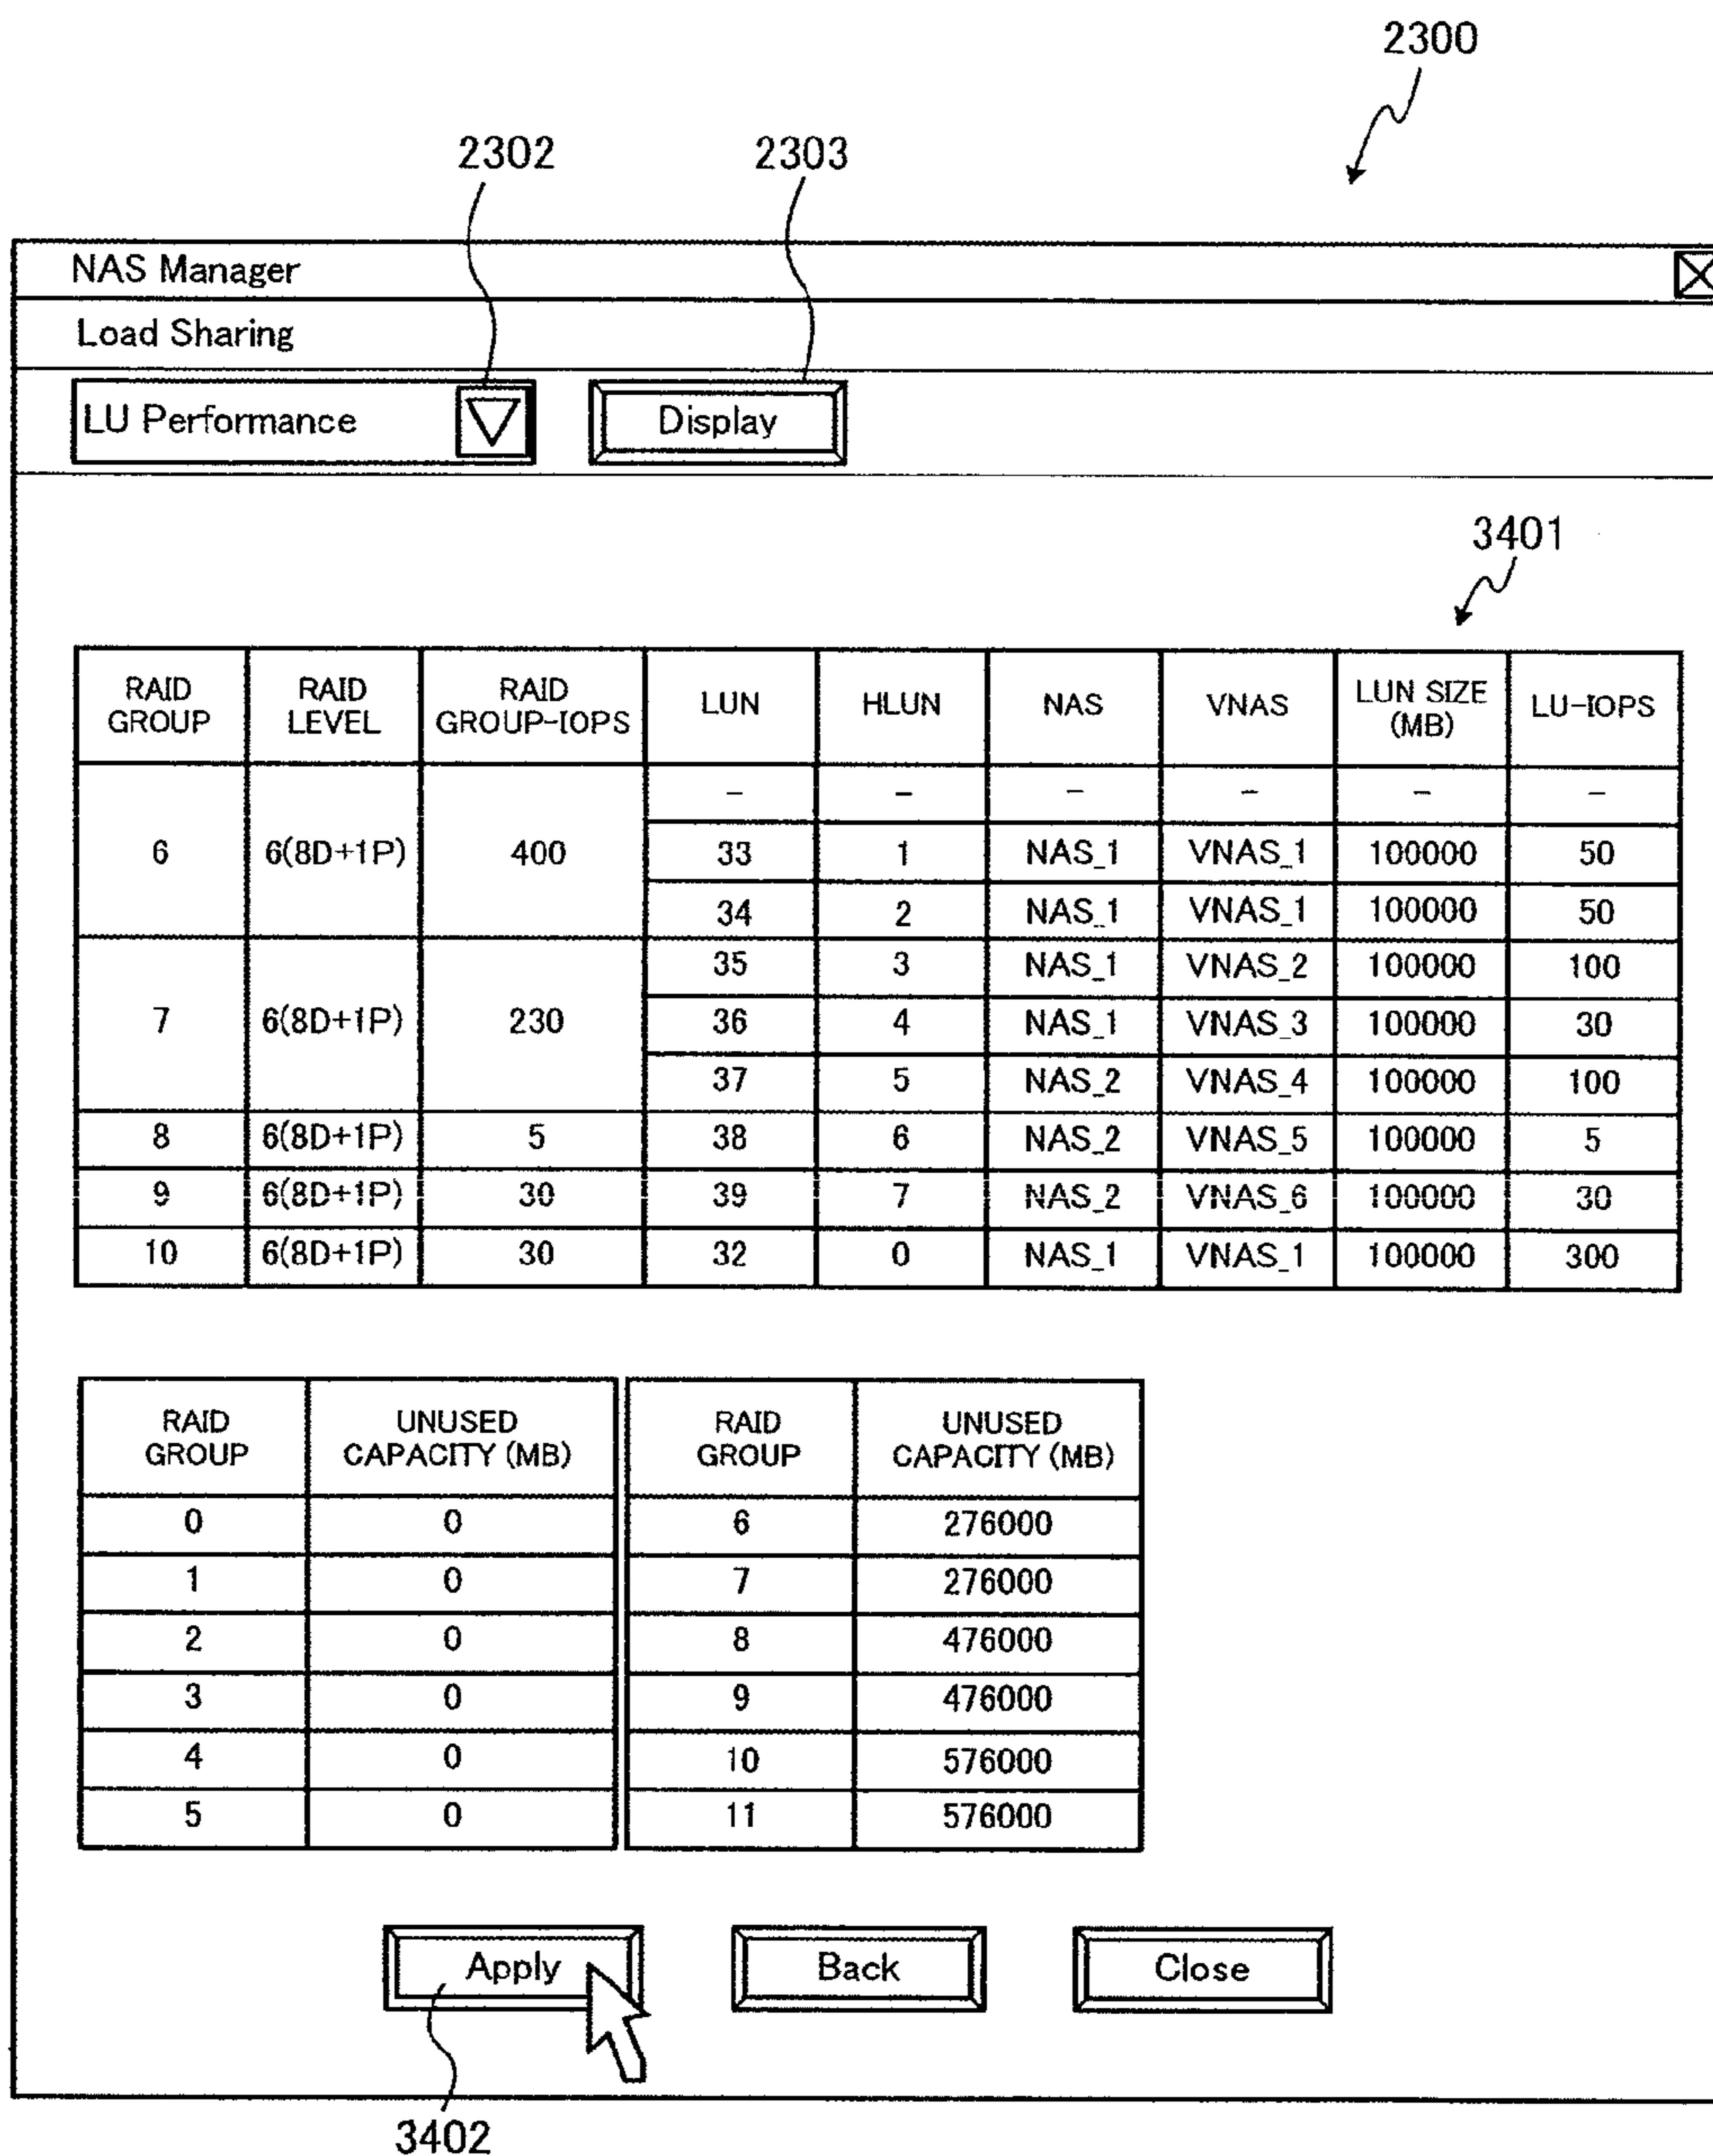 2300
2302 2303
NAS Manager
Load Sharing
LU Performance Display
3401
RAID GROUP RAID LEVEL RAID GROUP-IOPS LUN HLUN NAS VNAS LUN SIZE (MB) LU-IOPS
- - - - - -
6 6(8D+1P) 400 33 1 NAS_1 VNAS_1 100000 50
34 2 NAS_1 VNAS_1 100000 50
35 3 NAS_1 VNAS_2 100000 100
7 6(8D+1P) 230 36 4 NAS_1 VNAS_3 100000 30
37 5 NAS_2 VNAS_4 100000 100
8 6(8D+1P) 5 38 6 NAS_2 VNAS_5 100000 5
9 6(8D+1P) 30 39 7 NAS_2 VNAS_6 100000 30
10 6(8D+1P) 30 32 0 NAS_1 VNAS_1 100000 300
RAID GROUP UNUSED CAPACITY (MB) RAID GROUP UNUSED CAPACITY (MB)
0 0 6 276000
1 0 7 276000
2 0 8 476000
3 0 9 476000
4 0 10 576000
5 0 11 576000
Apply Back Close
3402